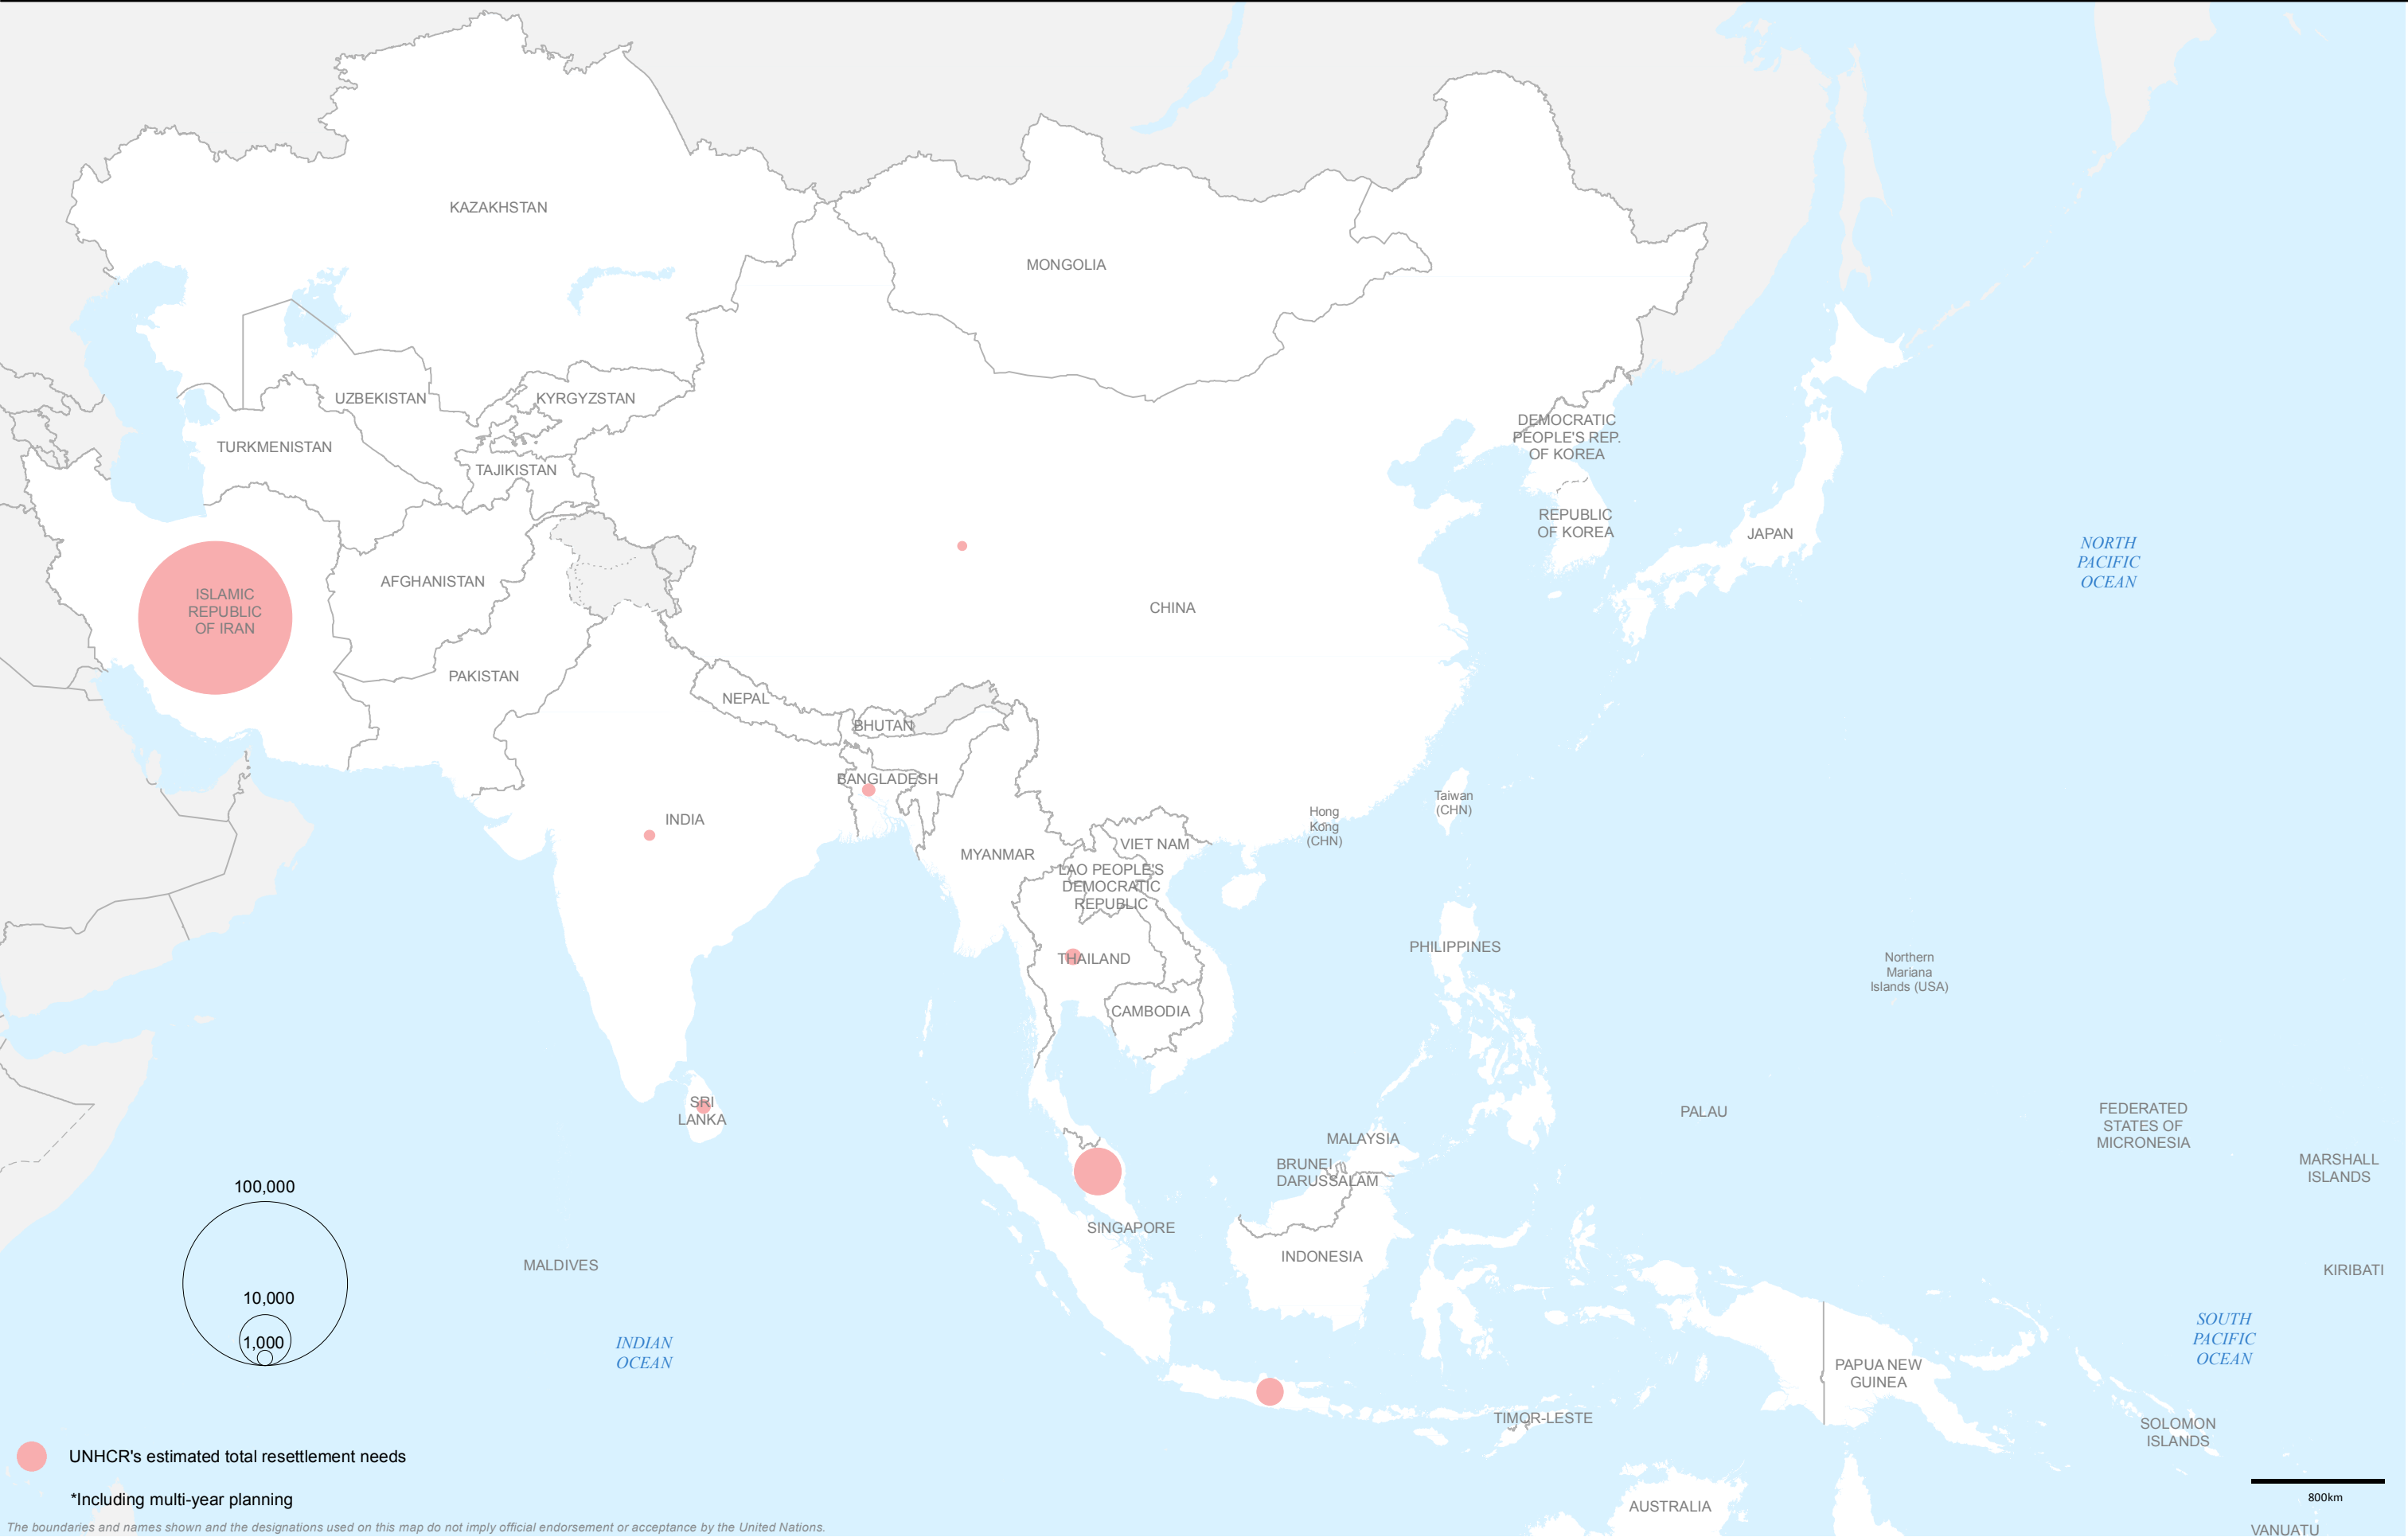 KAZAKHSTAN
MONGOLIA
UZBEKISTAN
KYRGYZSTAN
DEMOCRATIC
PEOPLE'S REP.
OF KOREA
TURKMENISTAN
TAJIKISTAN
REPUBLIC
OF KOREA
JAPAN
NORTH
PACIFIC
OCEAN
ISLAMIC
REPUBLIC
OF IRAN
AFGHANISTAN
CHINA
PAKISTAN
NEPAL
BHUTAN
BANGLADESH
INDIA
Taiwan
(CHN)
Hong
Kong
(CHN)
MYANMAR
VIET NAM
LAO PEOPLE'S
DEMOCRATIC
REPUBLIC
THAILAND
PHILIPPINES
Northern
Mariana
Islands (USA)
CAMBODIA
SRI
LANKA
PALAU
FEDERATED
STATES OF
MICRONESIA
MALAYSIA
BRUNEI
DARUSSALAM
MARSHALL
ISLANDS
SINGAPORE
INDONESIA
MALDIVES
KIRIBATI
100,000
10,000
1,000
INDIAN
OCEAN
SOUTH
PACIFIC
OCEAN
PAPUA NEW
GUINEA
TIMOR-LESTE
SOLOMON
ISLANDS
UNHCR's estimated total resettlement needs
*Including multi-year planning
AUSTRALIA
800km
VANUATU
The boundaries and names shown and the designations used on this map do not imply official endorsement or acceptance by the United Nations.